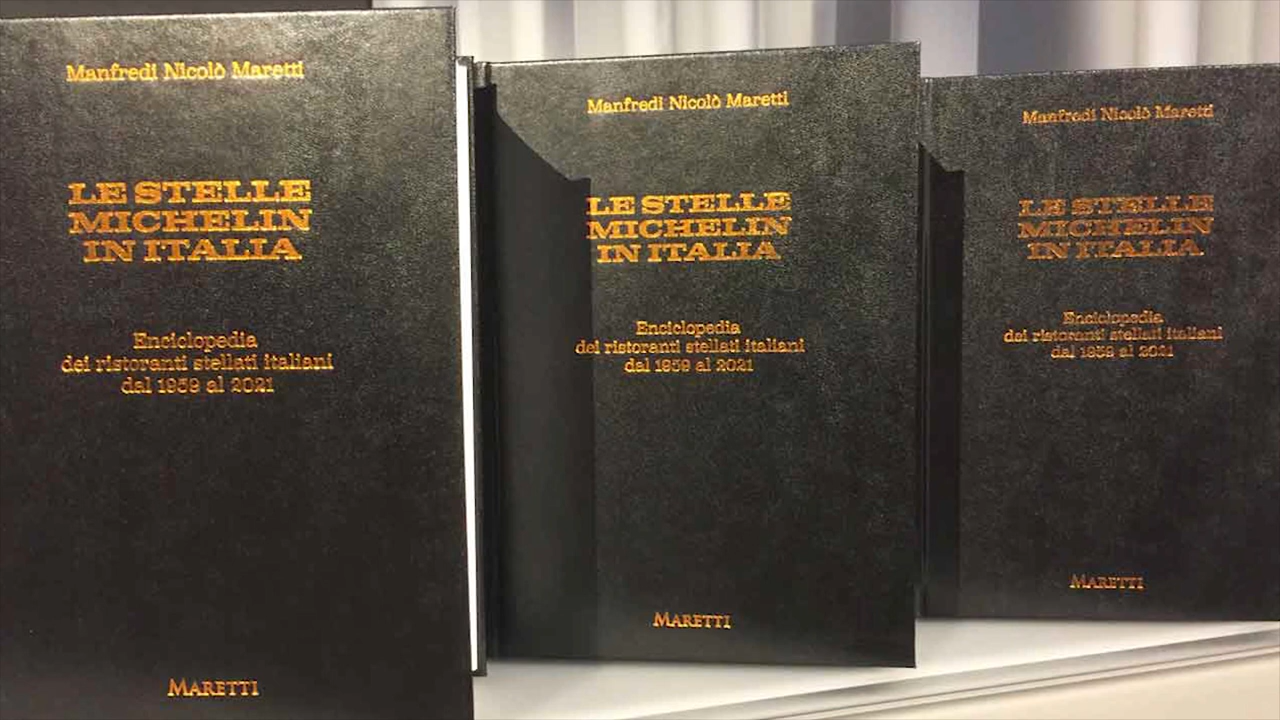 Manfredi Nicolò Maretti
LE STELLE
MICHELIN
IN ITALIA
Enciclopedia
dei ristoranti stellati italiani
dal 1959 al 2021
MARETTI
Manfredi Nicolò Maretti
LE STELLE
MICHELIN
IN ITALIA
Enciclopedia
dei ristoranti stellati italiani
dal 1959 al 2021
MARETTI
Manfredi Nicolò Maretti
LE STELLE
MICHELIN
IN ITALIA
Enciclopedia
dei ristoranti stellati italiani
dal 1959 al 2021
MARETTI